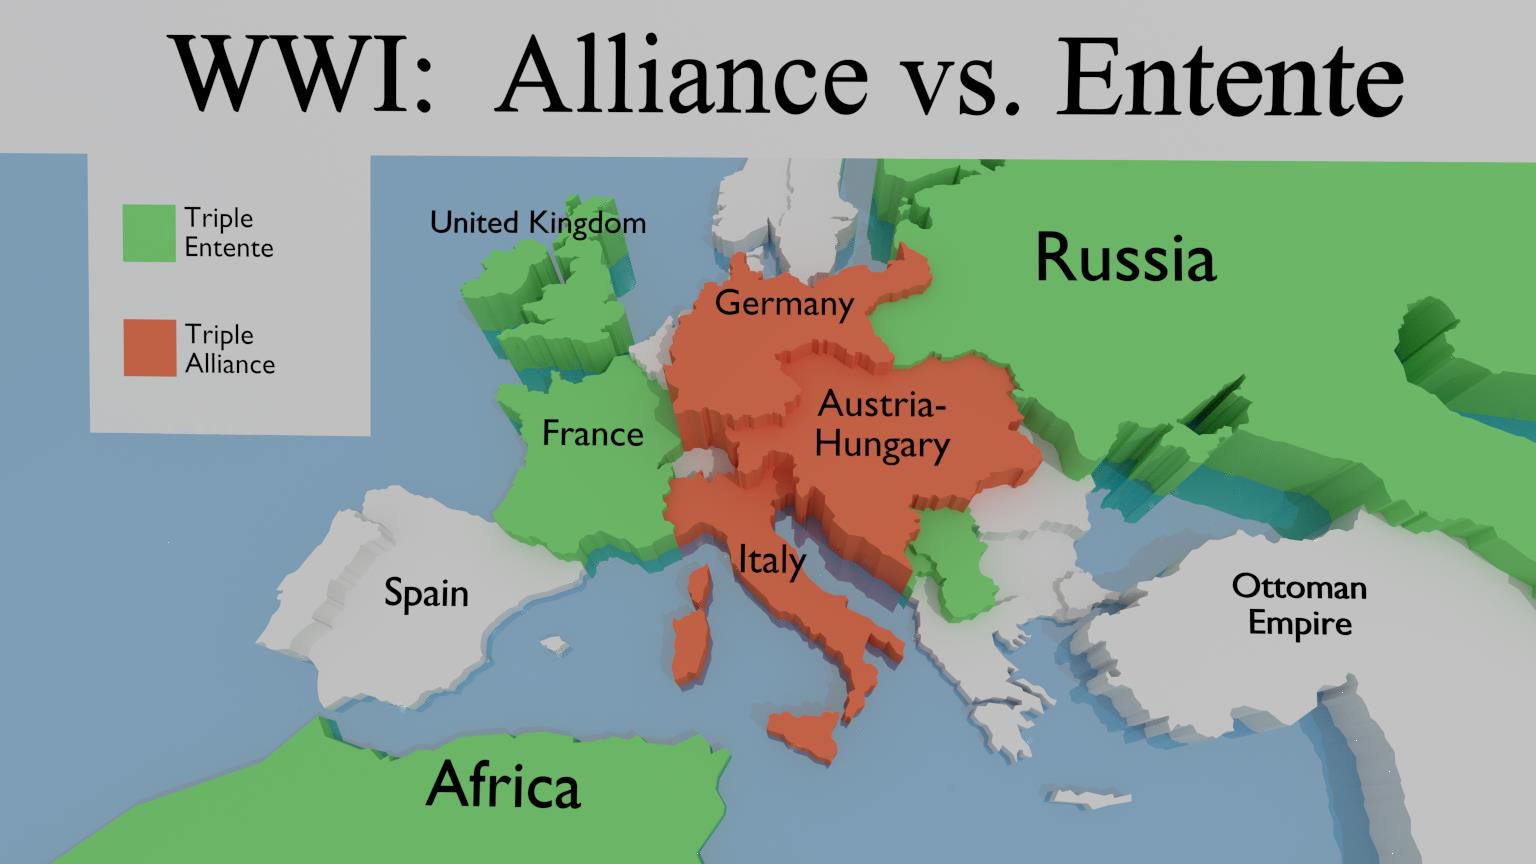 WWI: Alliance vs. Entente
Triple
Entente
Triple
Alliance
United Kingdom
Russia
Germany
Austria-
Hungary
France
Italy
Spain
Ottoman
Empire
Africa